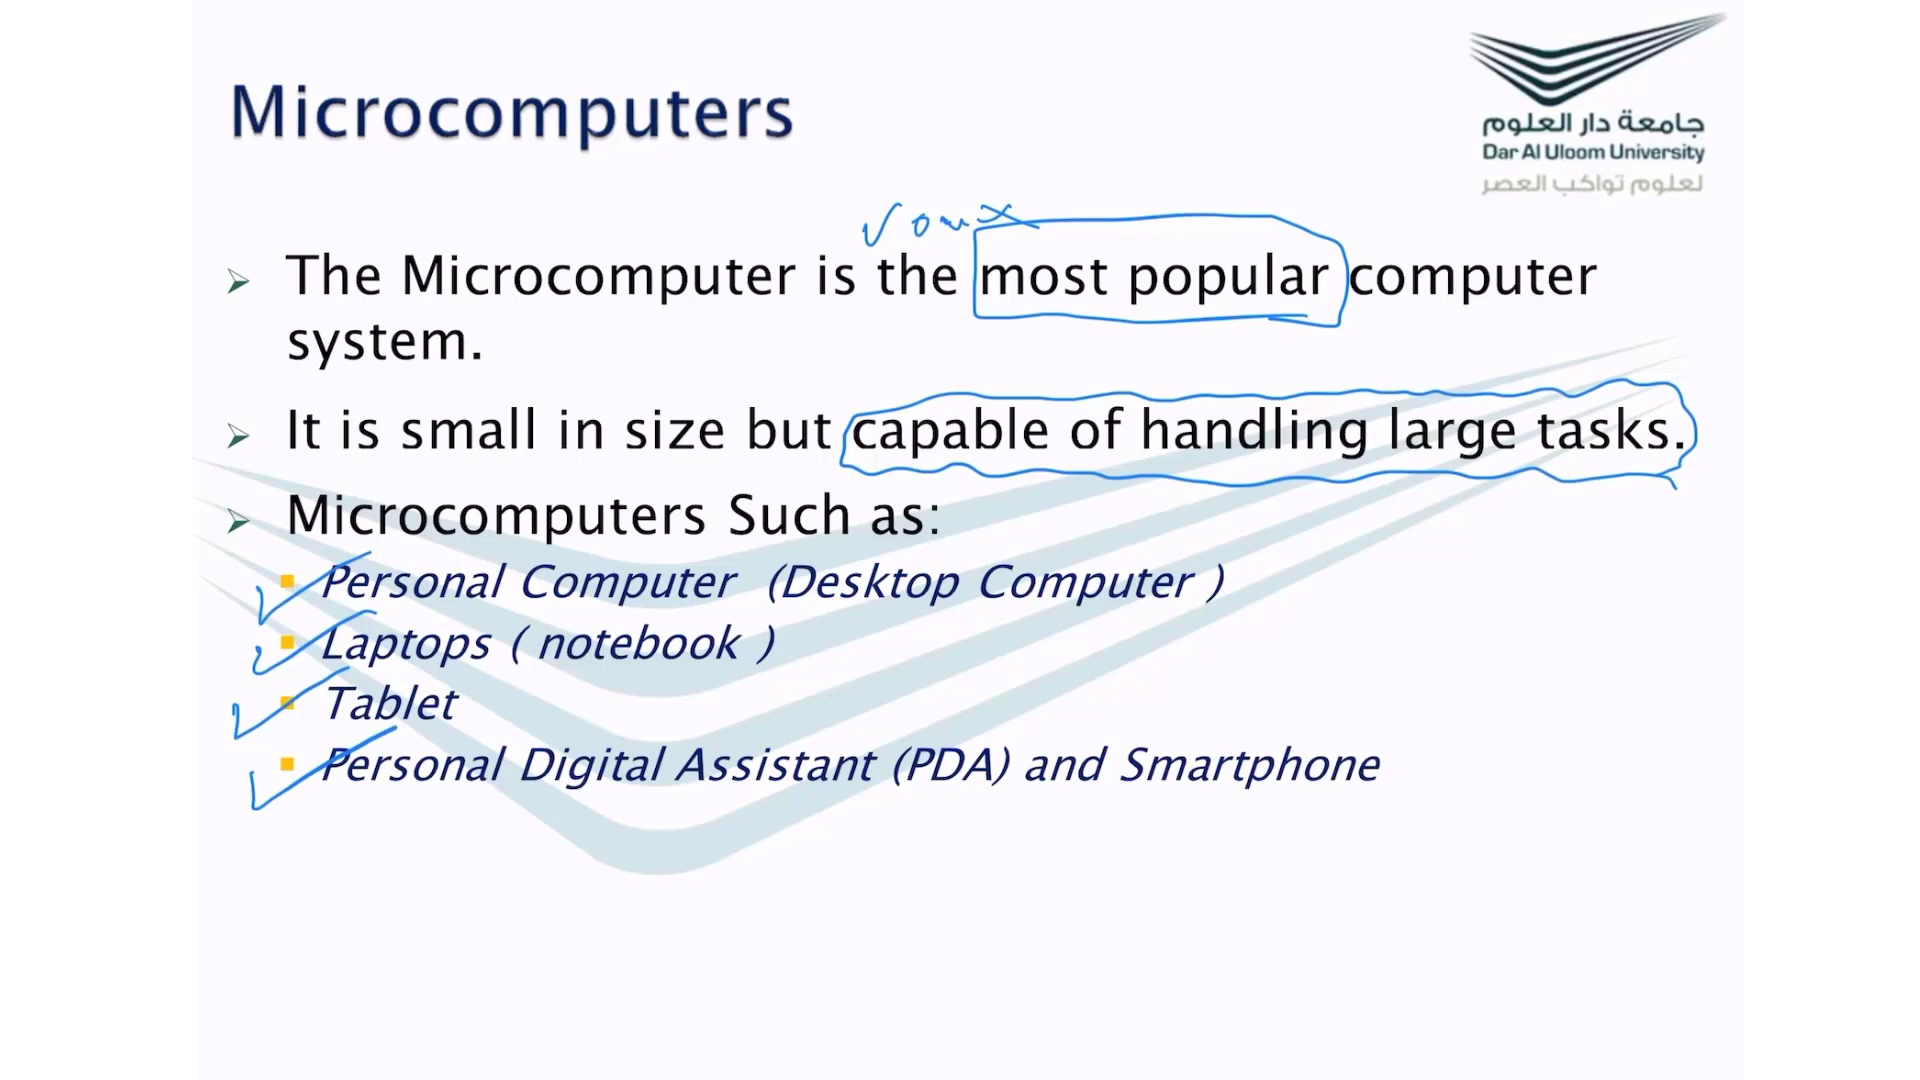 Microcomputers
جامعة دار العلوم
Dar Al Uloom University
لعلوم تواكب العصر
The Microcomputer is the most popular computer
system.
It is small in size but capable of handling large tasks.
Microcomputers Such as:
Personal Computer (Desktop Computer )
Laptops ( notebook )
Tablet
Personal Digital Assistant (PDA) and Smartphone